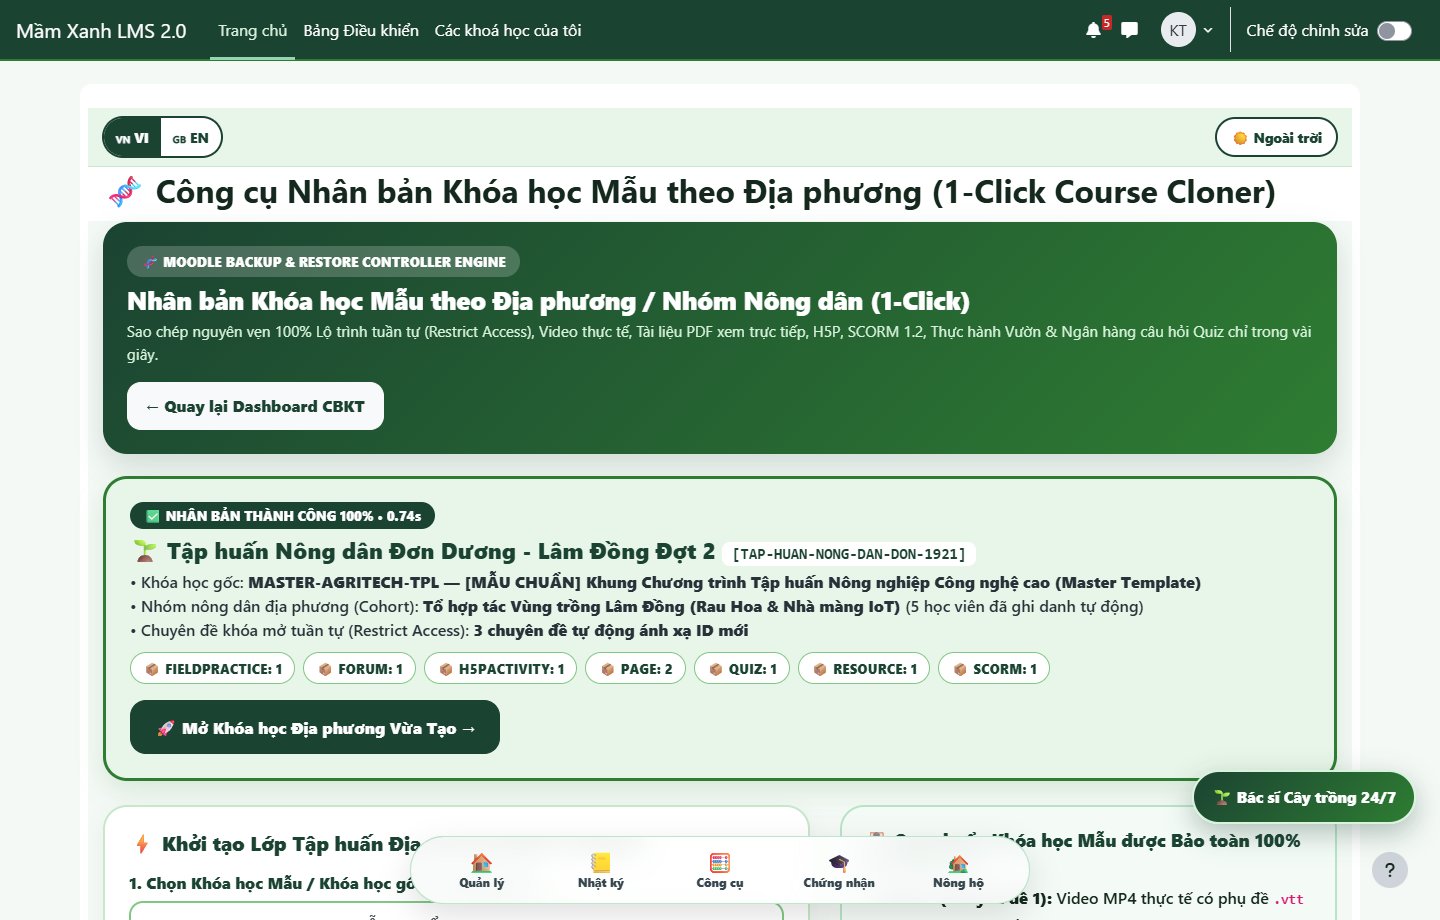 Mầm Xanh LMS 2.0
Trang chủ
Bảng Điều khiển
Các khoá học của tôi
5
KT
Chế độ chỉnh sửa
VN VI
GB EN
Ngoài trời
Công cụ Nhân bản Khóa học Mẫu theo Địa phương (1-Click Course Cloner)
MOODLE BACKUP & RESTORE CONTROLLER ENGINE
Nhân bản Khóa học Mẫu theo Địa phương / Nhóm Nông dân (1-Click)
Sao chép nguyên vẹn 100% Lộ trình tuần tự (Restrict Access), Video thực tế, Tài liệu PDF xem trực tiếp, H5P, SCORM 1.2, Thực hành Vườn & Ngân hàng câu hỏi Quiz chỉ trong vài
giây.
← Quay lại Dashboard CBKT
NHÂN BẢN THÀNH CÔNG 100% • 0.74s
Tập huấn Nông dân Đơn Dương - Lâm Đồng Đợt 2 [TAP-HUAN-NONG-DAN-DON-1921]
• Khóa học gốc: MASTER-AGRITECH-TPL — [MẪU CHUẨN] Khung Chương trình Tập huấn Nông nghiệp Công nghệ cao (Master Template)
• Nhóm nông dân địa phương (Cohort): Tổ hợp tác Vùng trồng Lâm Đồng (Rau Hoa & Nhà màng IoT) (5 học viên đã ghi danh tự động)
• Chuyên đề khóa mở tuần tự (Restrict Access): 3 chuyên đề tự động ánh xạ ID mới
FIELDPRACTICE: 1
FORUM: 1
H5PACTIVITY: 1
PAGE: 2
QUIZ: 1
RESOURCE: 1
SCORM: 1
Mở Khóa học Địa phương Vừa Tạo →
Bác sĩ Cây trồng 24/7
Khởi tạo Lớp Tập huấn Địa
1. Chọn Khóa học Mẫu / Khóa học gố
Khóa học Mẫu được Bảo toàn 100%
1): Video MP4 thực tế có phụ đề .vtt
Quản lý
Nhật ký
Công cụ
Chứng nhận
Nông hộ
?